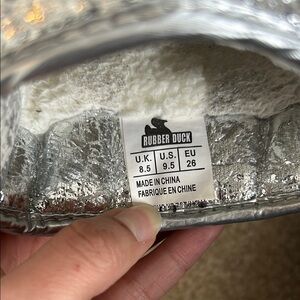 RUBBER DUCK
U.K. U.S. EU
8.5 9.5 26
MADE IN CHINA
FABRIQUE EN CHINE